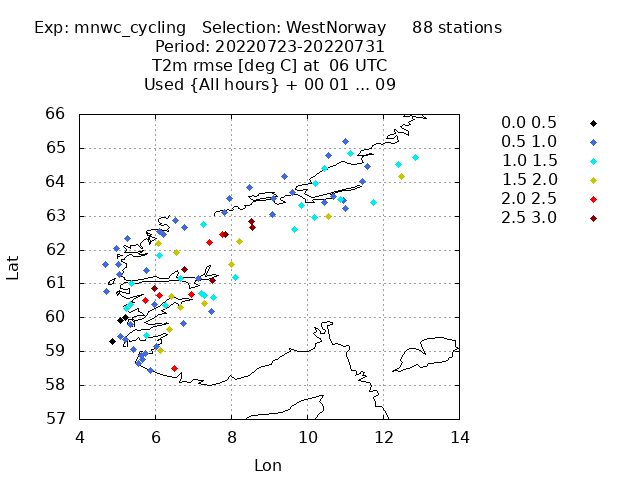 Exp: mnwc_cycling Selection: WestNorway 88 stations
Period: 20220723-20220731
T2m rmse [deg C] at 06 UTC
Used {All hours} + 00 01 ... 09
66
65
64
63
62
61
60
59
58
57
4 6 8 10 12 14
Lat
Lon
0.0 0.5
0.5 1.0
1.0 1.5
1.5 2.0
2.0 2.5
2.5 3.0